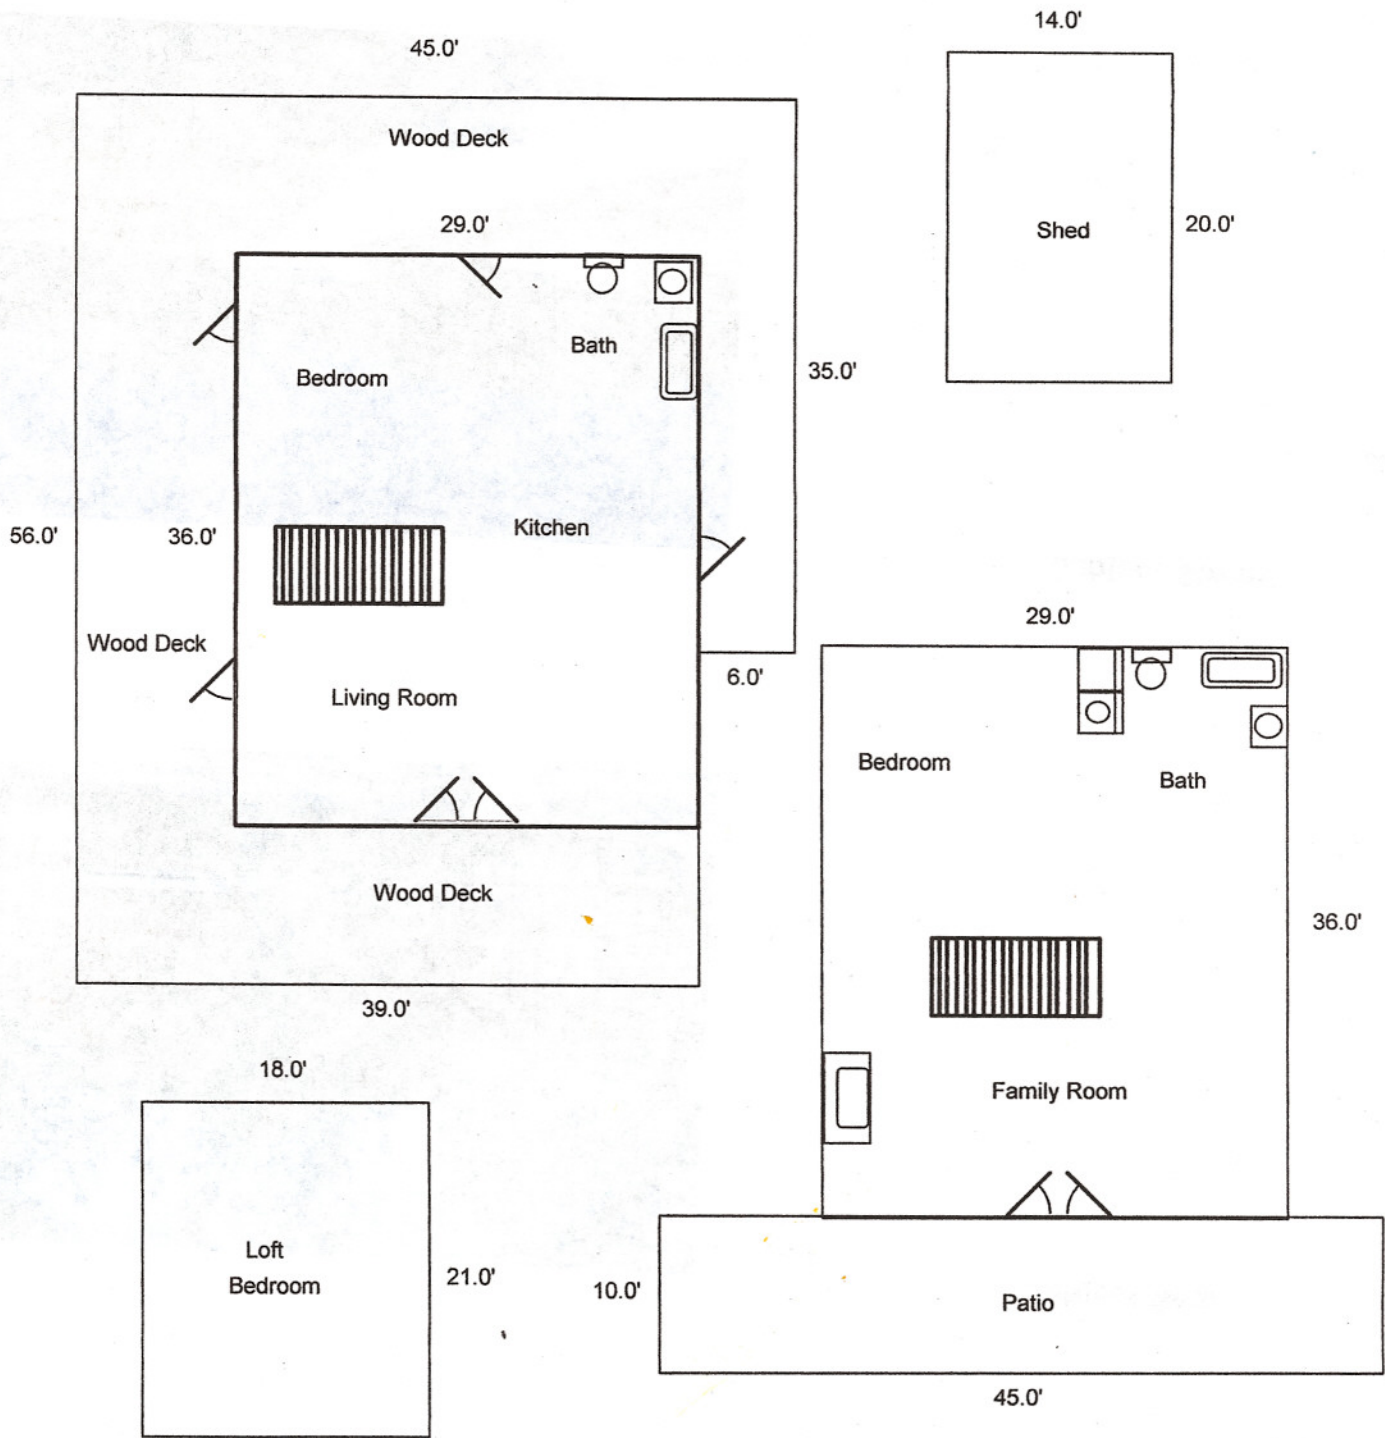 14.0'
45.0'
Wood Deck
29.0'
Shed
20.0'
Bath
Bedroom
35.0'
56.0'
36.0'
Kitchen
Wood Deck
29.0'
6.0'
Living Room
Bedroom
Bath
Wood Deck
36.0'
39.0'
18.0'
Family Room
Loft
Bedroom
21.0'
10.0'
Patio
45.0'